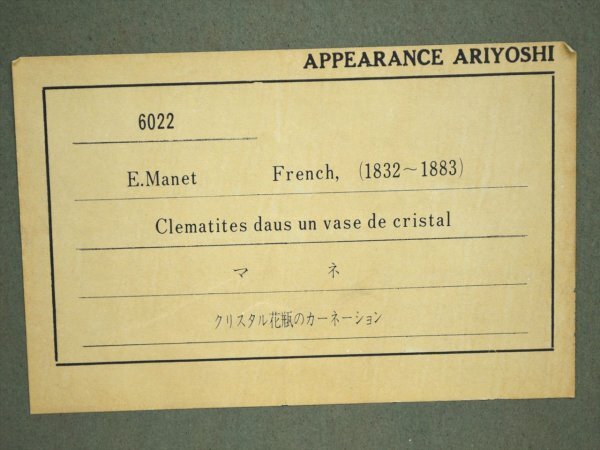 APPEARANCE ARIYOSHI
6022
E.Manet French, (1832~1883)
Clematites daus un vase de cristal
マネ
クリスタル花瓶のカーネーション